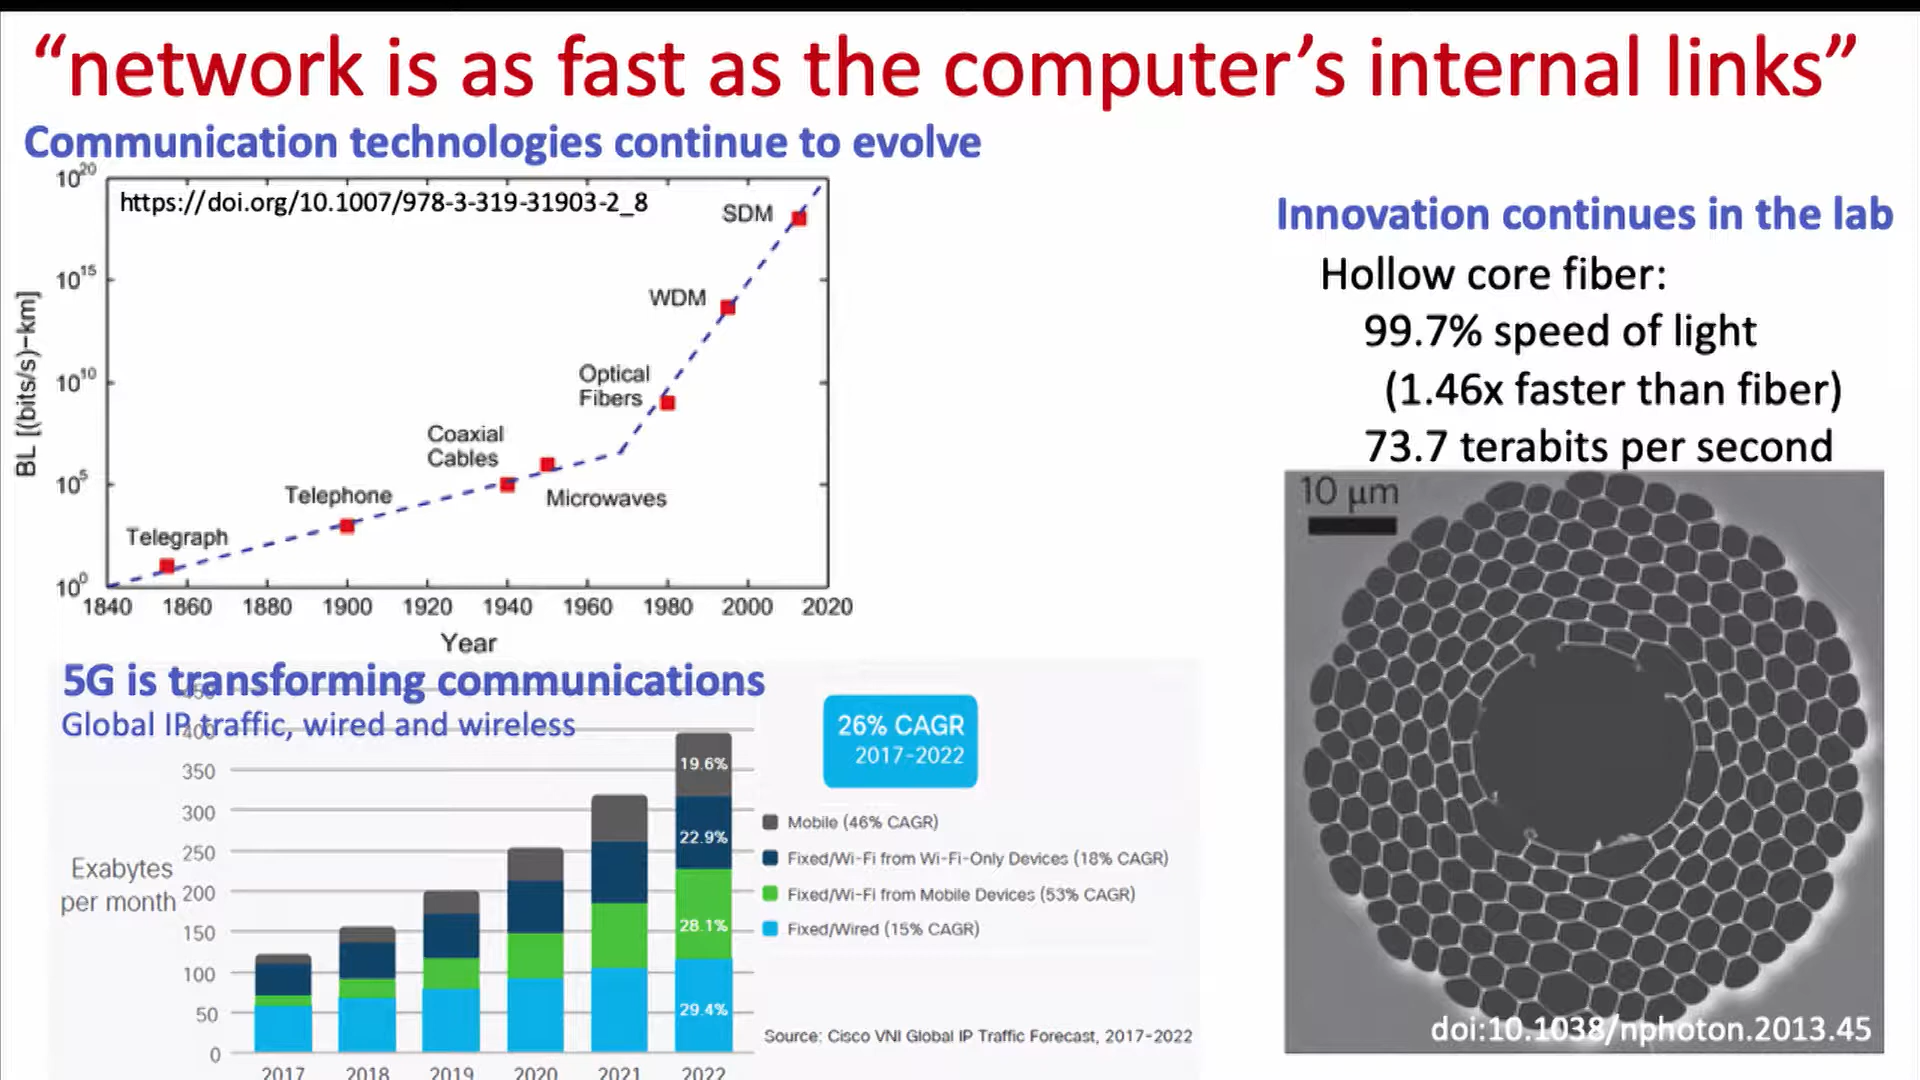 “network is as fast as the computer’s internal links”
Communication technologies continue to evolve
10^20
https://doi.org/10.1007/978-3-319-31903-2_8
SDM
10^15
WDM
BL [(bits/s)−km]
10^10
Optical
Fibers
Coaxial
Cables
10^5
Telephone
Microwaves
Telegraph
10^0
1840 1860 1880 1900 1920 1940 1960 1980 2000 2020
Year
Innovation continues in the lab
Hollow core fiber:
99.7% speed of light
(1.46x faster than fiber)
73.7 terabits per second
10 µm
doi:10.1038/nphoton.2013.45
5G is transforming communications
450
Global IP traffic, wired and wireless
400
26% CAGR
2017-2022
350
300
250
200
150
100
50
0
Exabytes
per month
19.6%
22.9%
28.1%
29.4%
Mobile (46% CAGR)
Fixed/Wi-Fi from Wi-Fi-Only Devices (18% CAGR)
Fixed/Wi-Fi from Mobile Devices (53% CAGR)
Fixed/Wired (15% CAGR)
Source: Cisco VNI Global IP Traffic Forecast, 2017-2022
2017 2018 2019 2020 2021 2022